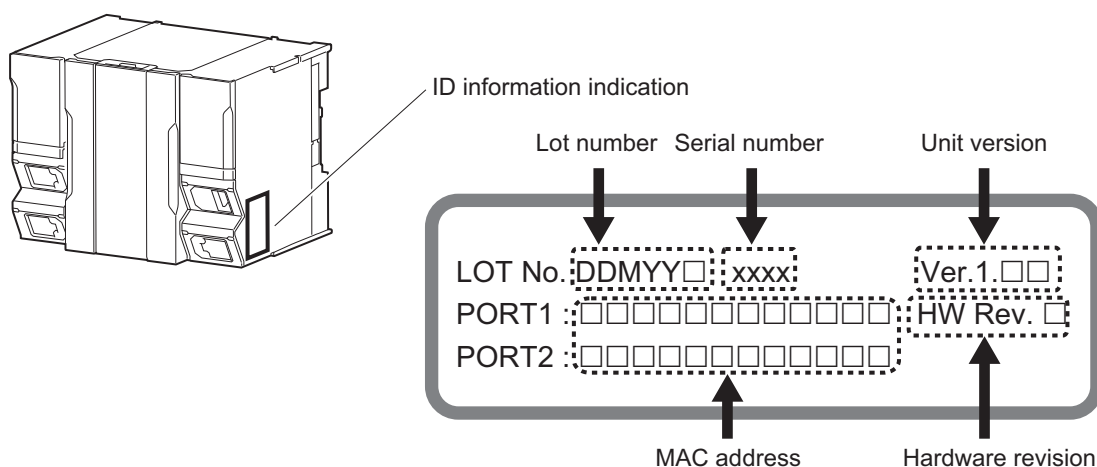 ID information indication
Lot number Serial number Unit version
LOT No. DDMYY□ xxxx Ver.1.□□
PORT1 : □□□□□□□□□□□□ HW Rev. □
PORT2 : □□□□□□□□□□□□
MAC address Hardware revision